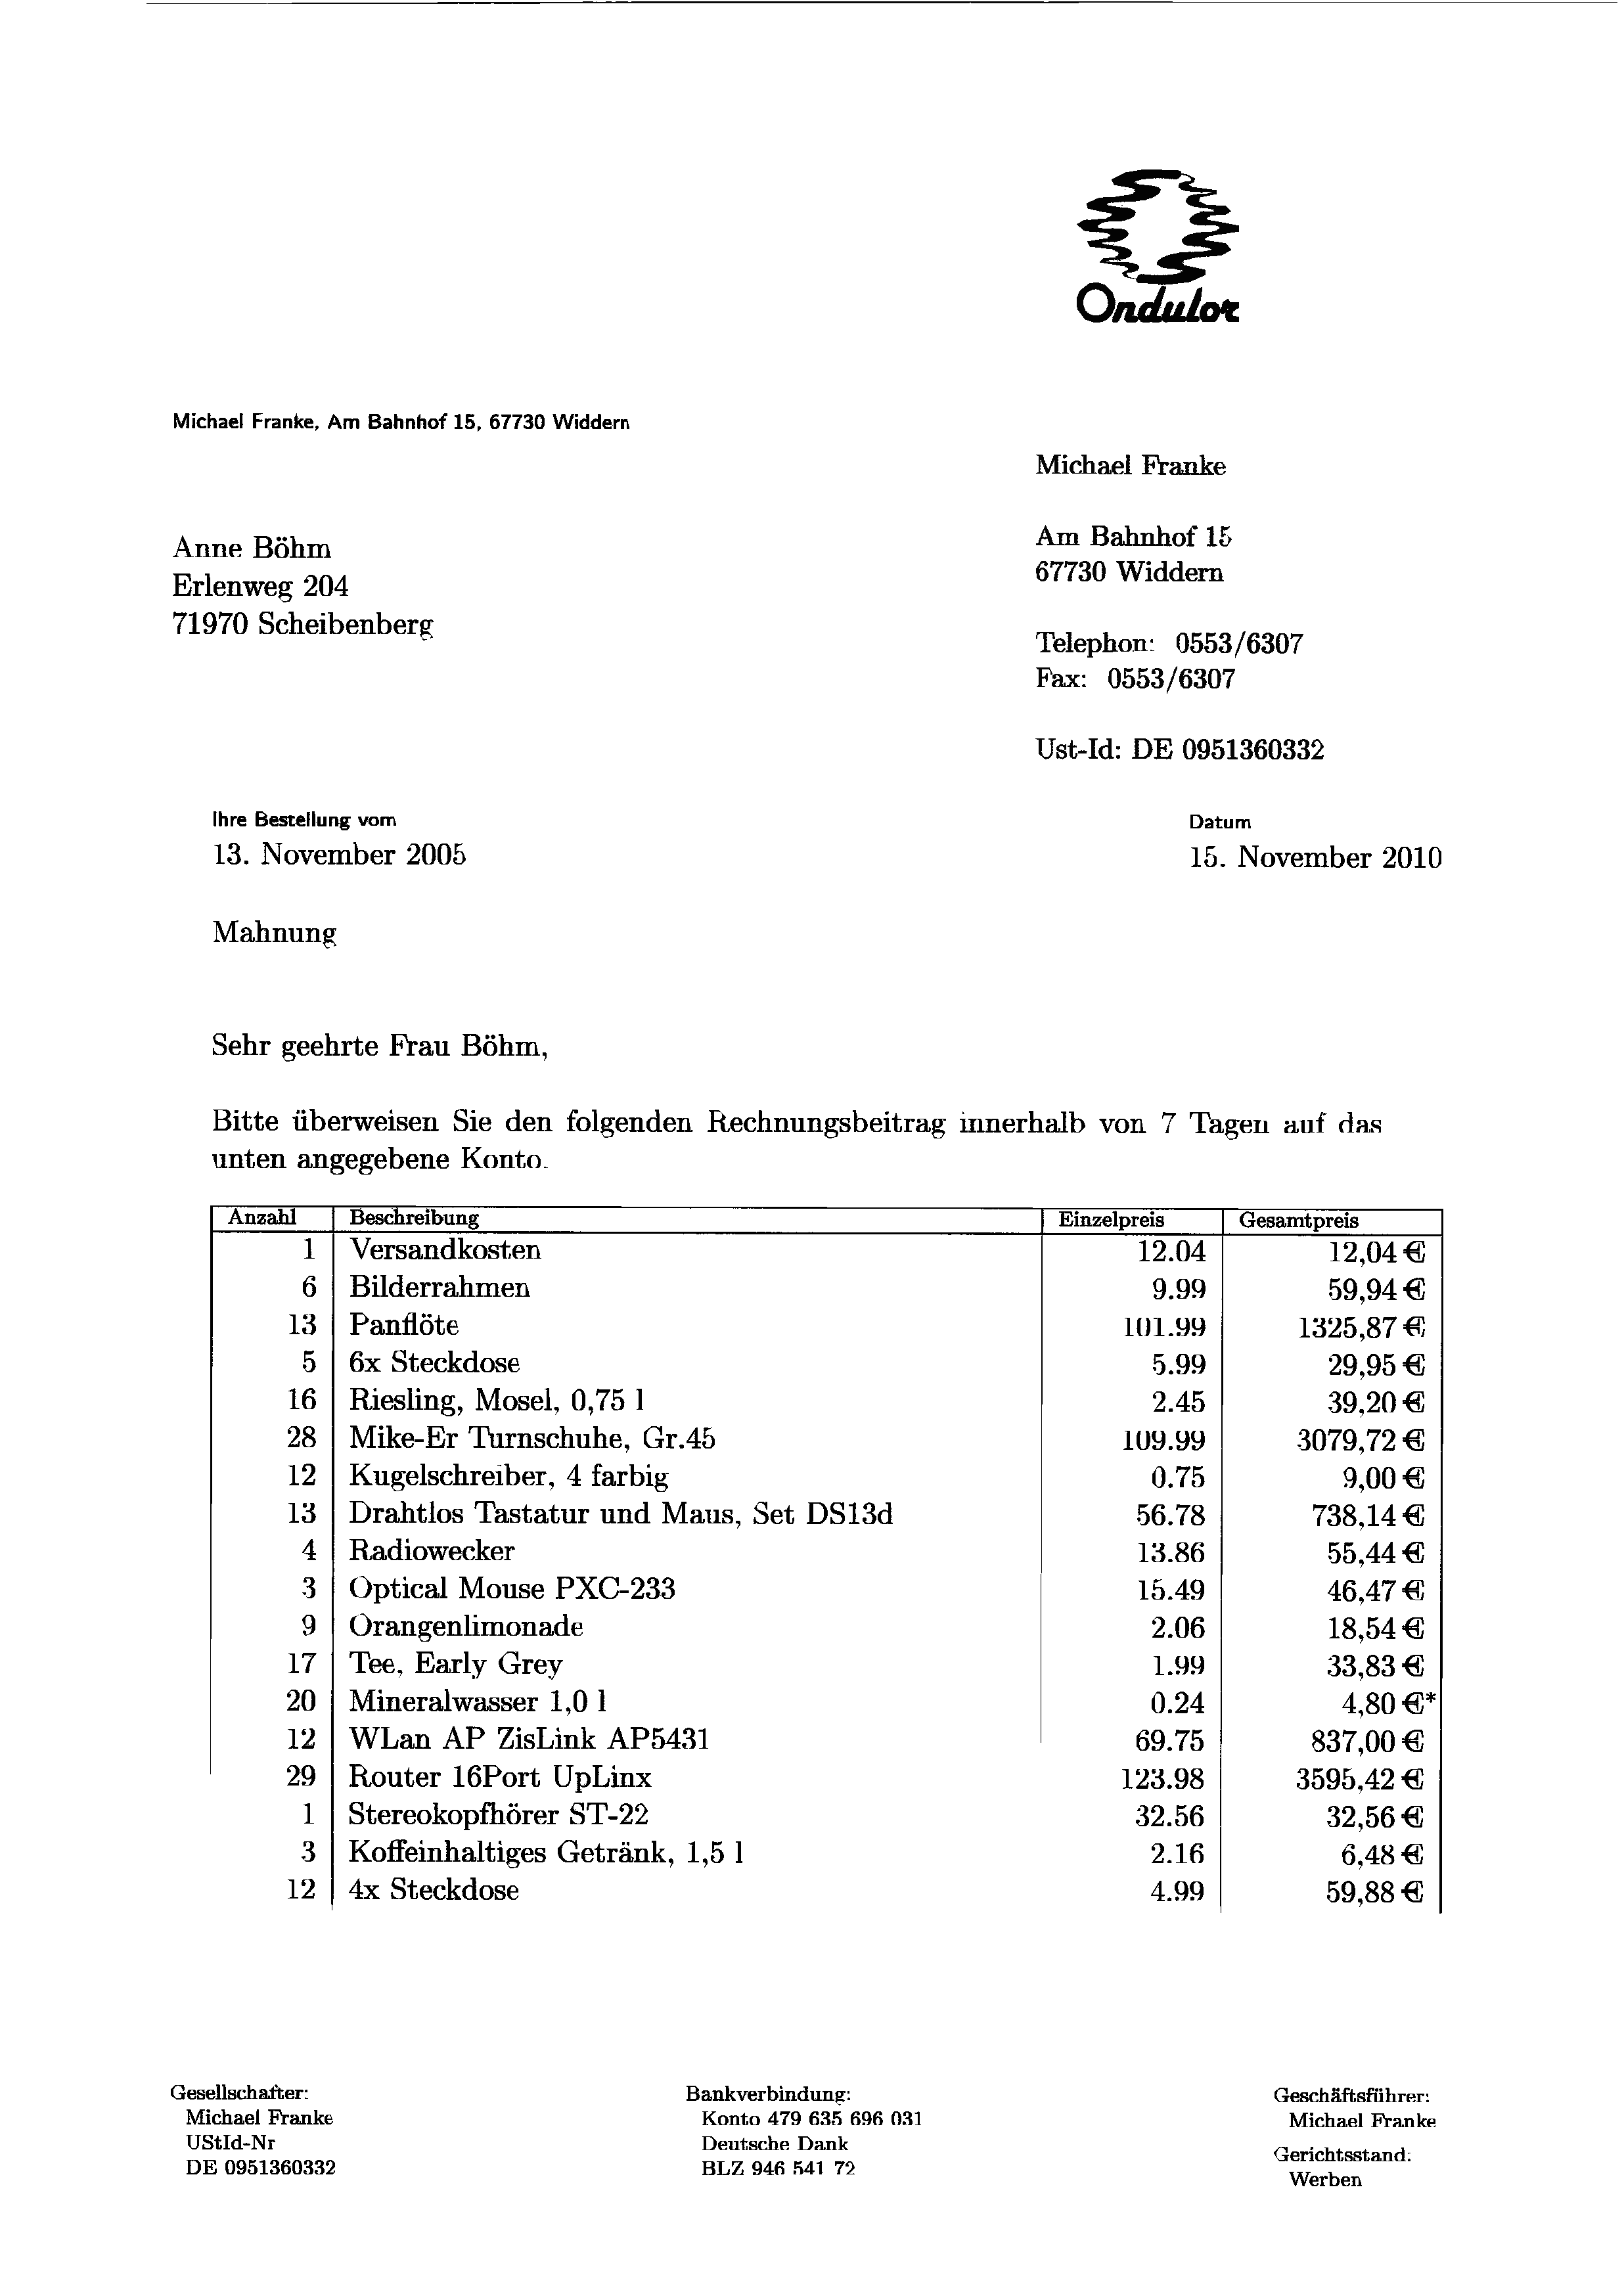 Ondulor
Michael Franke, Am Bahnhof 15, 67730 Widdern
Michael Franke
Am Bahnhof 15
67730 Widdern
Telephon: 0553/6307
Fax: 0553/6307
Ust-Id: DE 0951360332
Anne Böhm
Erlenweg 204
71970 Scheibenberg
Ihre Bestellung vom Datum
13. November 2005 15. November 2010
Mahnung
Sehr geehrte Frau Böhm,
Bitte überweisen Sie den folgenden Rechnungsbeitrag innerhalb von 7 Tagen auf das
unten angegebene Konto.
Anzahl Beschreibung Einzelpreis Gesamtpreis
1 Versandkosten 12.04 12,04 €
6 Bilderrahmen 9.99 59,94 €
13 Panflöte 101.99 1325,87 €
5 6x Steckdose 5.99 29,95 €
16 Riesling, Mosel, 0,75 l 2.45 39,20 €
28 Mike-Er Turnschuhe, Gr.45 109.99 3079,72 €
12 Kugelschreiber, 4 farbig 0.75 9,00 €
13 Drahtlos Tastatur und Maus, Set DS13d 56.78 738,14 €
4 Radiowecker 13.86 55,44 €
3 Optical Mouse PXC-233 15.49 46,47 €
9 Orangenlimonade 2.06 18,54 €
17 Tee, Early Grey 1.99 33,83 €
20 Mineralwasser 1,0 l 0.24 4,80 €*
12 WLan AP ZisLink AP5431 69.75 837,00 €
29 Router 16Port UpLinx 123.98 3595,42 €
1 Stereokopfhörer ST-22 32.56 32,56 €
3 Koffeinhaltiges Getränk, 1,5 l 2.16 6,48 €
12 4x Steckdose 4.99 59,88 €
Gesellschafter:
Michael Franke
UStId-Nr
DE 0951360332
Bankverbindung:
Konto 479 635 696 031
Deutsche Dank
BLZ 946 541 72
Geschäftsführer:
Michael Franke
Gerichtsstand:
Werben